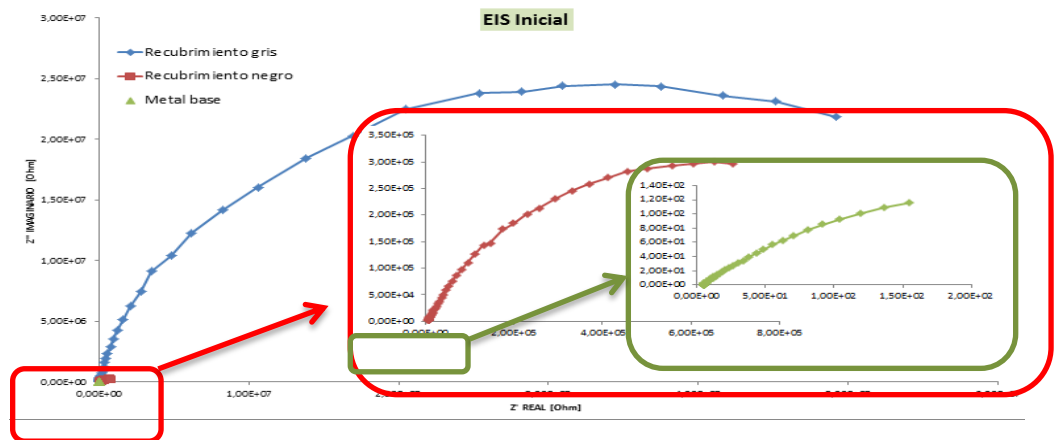 EIS Inicial
3,00E+07
2,50E+07
2,00E+07
1,50E+07
1,00E+07
5,00E+06
0,00E+00
Z'' IMAGINARIO [Ohm]
Recubrimiento gris
Recubrimiento negro
Metal base
0,00E+00
1,00E+07
Z' REAL [Ohm]
3,50E+05
3,00E+05
2,50E+05
2,00E+05
1,50E+05
1,00E+05
5,00E+04
0,00E+00
0,00E+00
2,00E+05
4,00E+05
6,00E+05
8,00E+05
1,40E+02
1,20E+02
1,00E+02
8,00E+01
6,00E+01
4,00E+01
2,00E+01
0,00E+00
0,00E+00
5,00E+01
1,00E+02
1,50E+02
2,00E+02